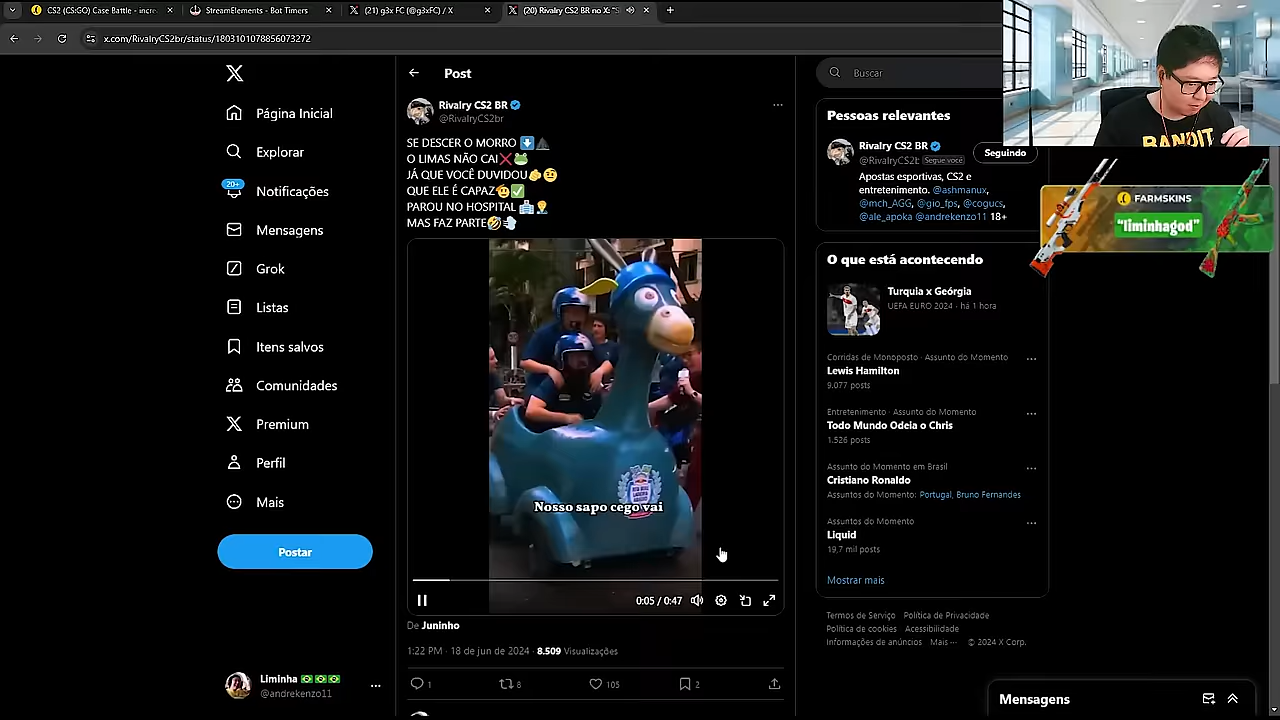 CS2 (CS:GO) Case Battle - incre
StreamElements - Bot Timers
(21) g3x FC (@g3xFC) / X
(20) Rivalry CS2 BR no X: "S
x.com/RivalryCS2br/status/1803101078856073272
Página Inicial
Explorar
20+
Notificações
Mensagens
Grok
Listas
Itens salvos
Comunidades
Premium
Perfil
Mais
Postar
Liminha
@andrekenzo11
Post
Rivalry CS2 BR
@RivalryCS2br
SE DESCER O MORRO
O LIMAS NÃO CAI
JÁ QUE VOCÊ DUVIDOU
QUE ELE É CAPAZ
PAROU NO HOSPITAL
MAS FAZ PARTE
Nosso sapo cego vai
0:05 / 0:47
De Juninho
1:22 PM · 18 de jun de 2024 · 8.509 Visualizações
1
8
105
2
Buscar
Pessoas relevantes
Rivalry CS2 BR
@RivalryCS2b Segue você
Seguindo
Apostas esportivas, CS2 e
entretenimento. @ashmanux,
@mch_AGG, @gio_fps, @cogucs,
@ale_apoka @andrekenzo11 18+
O que está acontecendo
Turquia x Geórgia
UEFA EURO 2024 · há 1 hora
Corridas de Monoposto · Assunto do Momento
Lewis Hamilton
9.077 posts
Entretenimento · Assunto do Momento
Todo Mundo Odeia o Chris
1.526 posts
Assunto do Momento em Brasil
Cristiano Ronaldo
Assuntos do Momento: Portugal, Bruno Fernandes
Assuntos do Momento
Liquid
19,7 mil posts
Mostrar mais
Termos de Serviço Política de Privacidade
Política de cookies Acessibilidade
Informações de anúncios Mais ··· © 2024 X Corp.
Mensagens
BANDIT
FARMSKINS
"liminhagod"